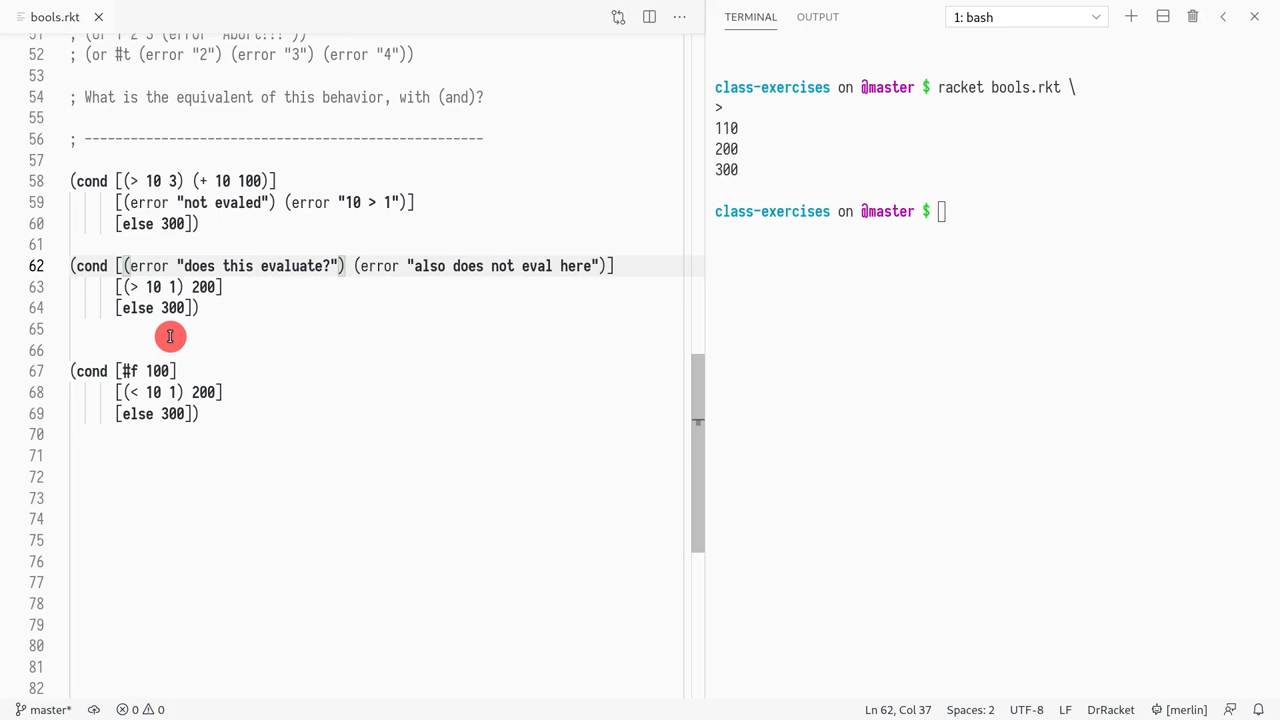 bools.rkt
TERMINAL
OUTPUT
1: bash
51 ; (or 1 2 3 (error "Abort!!!"))
52 ; (or #t (error "2") (error "3") (error "4"))
53
54 ; What is the equivalent of this behavior, with (and)?
55
56 ; ----------------------------------------------------
57
58 (cond [(> 10 3) (+ 10 100)]
59 [(error "not evaled") (error "10 > 1")]
60 [else 300])
61
62 (cond [(error "does this evaluate?") (error "also does not eval here")]
63 [(> 10 1) 200]
64 [else 300])
65
66
67 (cond [#f 100]
68 [(< 10 1) 200]
69 [else 300])
70
71
72
73
74
75
76
77
78
79
80
81
82
class-exercises on @master $ racket bools.rkt \
>
110
200
300
class-exercises on @master $
master*
0
0
Ln 62, Col 37
Spaces: 2
UTF-8
LF
DrRacket
[merlin]